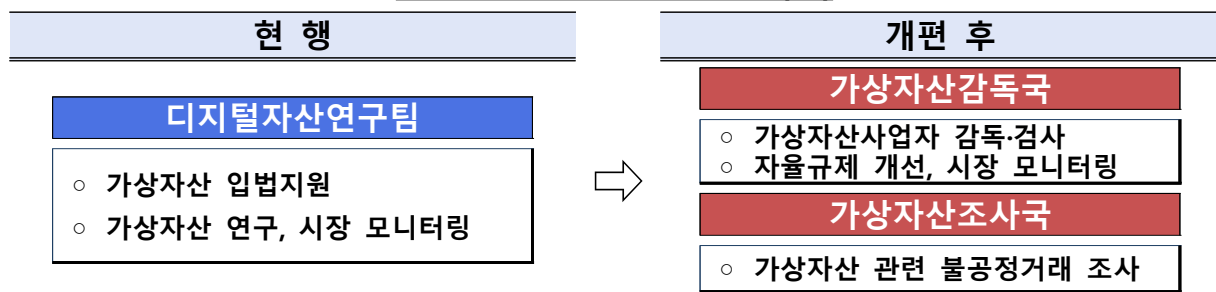 현 행
디지털자산연구팀
○ 가상자산 입법지원
○ 가상자산 연구, 시장 모니터링
개편 후
가상자산감독국
○ 가상자산사업자 감독·검사
○ 자율규제 개선, 시장 모니터링
가상자산조사국
○ 가상자산 관련 불공정거래 조사